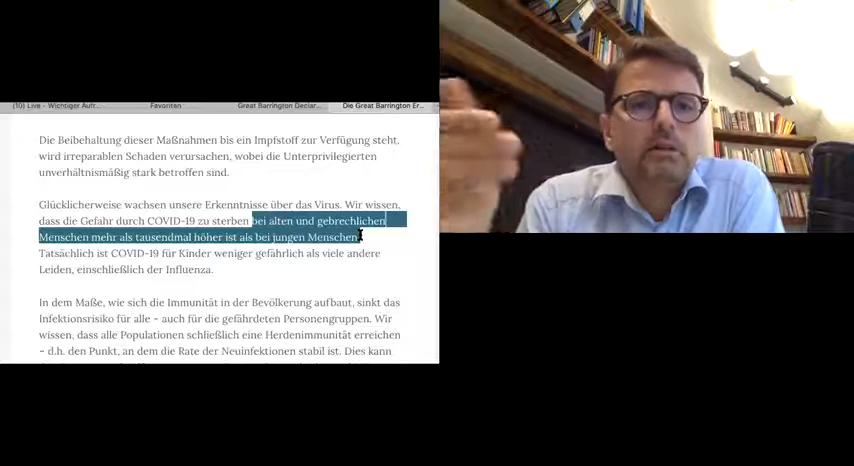 (10) Live - Wichtiger Aufr... Favoriten Great Barrington Declar... Die Great Barrington Er...
Die Beibehaltung dieser Maßnahmen bis ein Impfstoff zur Verfügung steht,
wird irreparablen Schaden verursachen, wobei die Unterprivilegierten
unverhältnismäßig stark betroffen sind.
Glücklicherweise wachsen unsere Erkenntnisse über das Virus. Wir wissen,
dass die Gefahr durch COVID-19 zu sterben bei alten und gebrechlichen
Menschen mehr als tausendmal höher ist als bei jungen Menschen.
Tatsächlich ist COVID-19 für Kinder weniger gefährlich als viele andere
Leiden, einschließlich der Influenza.
In dem Maße, wie sich die Immunität in der Bevölkerung aufbaut, sinkt das
Infektionsrisiko für alle - auch für die gefährdeten Personengruppen. Wir
wissen, dass alle Populationen schließlich eine Herdenimmunität erreichen
– d.h. den Punkt, an dem die Rate der Neuinfektionen stabil ist. Dies kann